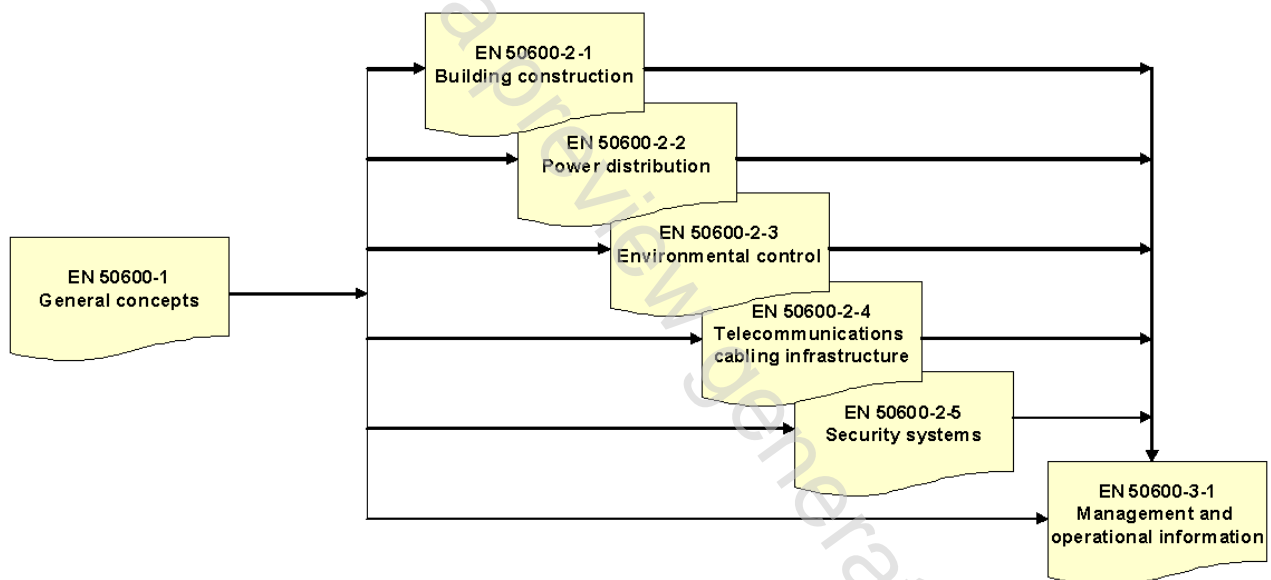 EN 50600-2-1
Building construction
EN 50600-2-2
Power distribution
EN 50600-2-3
Environmental control
EN 50600-1
General concepts
EN 50600-2-4
Telecommunications
cabling infrastructure
EN 50600-2-5
Security systems
EN 50600-3-1
Management and
operational information
a preview genera